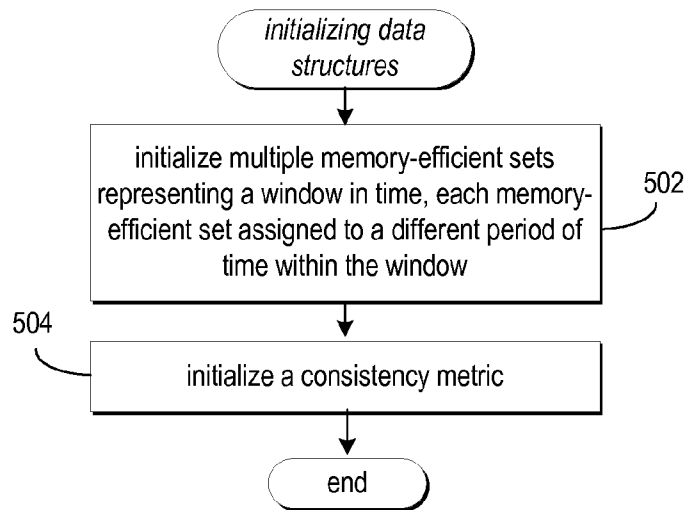 initializing data
structures
initialize multiple memory-efficient sets
representing a window in time, each memory-
efficient set assigned to a different period of
time within the window
502
504
initialize a consistency metric
end